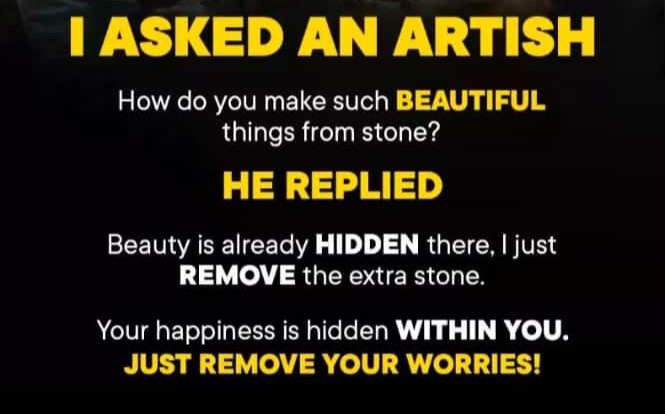 I ASKED AN ARTISH
How do you make such BEAUTIFUL
things from stone?
HE REPLIED
Beauty is already HIDDEN there, I just
REMOVE the extra stone.
Your happiness is hidden WITHIN YOU.
JUST REMOVE YOUR WORRIES!